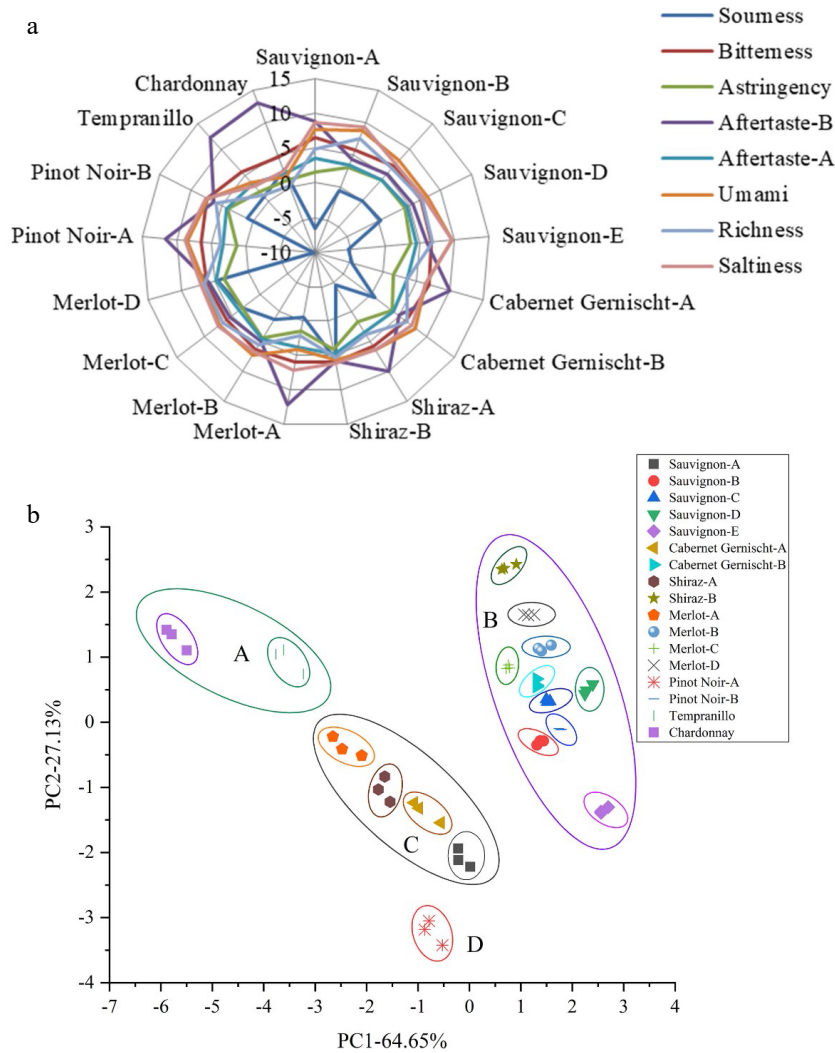 a
Sourness
Bitterness
Astringency
Aftertaste-B
Aftertaste-A
Umami
Richness
Saltiness
Sauvignon-A
Sauvignon-B
Sauvignon-C
Sauvignon-D
Sauvignon-E
Cabernet Gernischt-A
Cabernet Gernischt-B
Shiraz-A
Shiraz-B
Merlot-A
Merlot-B
Merlot-C
Merlot-D
Pinot Noir-A
Pinot Noir-B
Tempranillo
Chardonnay
15
10
5
0
-5
-10
b
Sauvignon-A
Sauvignon-B
Sauvignon-C
Sauvignon-D
Sauvignon-E
Cabernet Gernischt-A
Cabernet Gernischt-B
Shiraz-A
Shiraz-B
Merlot-A
Merlot-B
Merlot-C
Merlot-D
Pinot Noir-A
Pinot Noir-B
Tempranillo
Chardonnay
PC2-27.13%
3
2
1
0
-1
-2
-3
-4
A
B
C
D
-7 -6 -5 -4 -3 -2 -1 0 1 2 3 4
PC1-64.65%